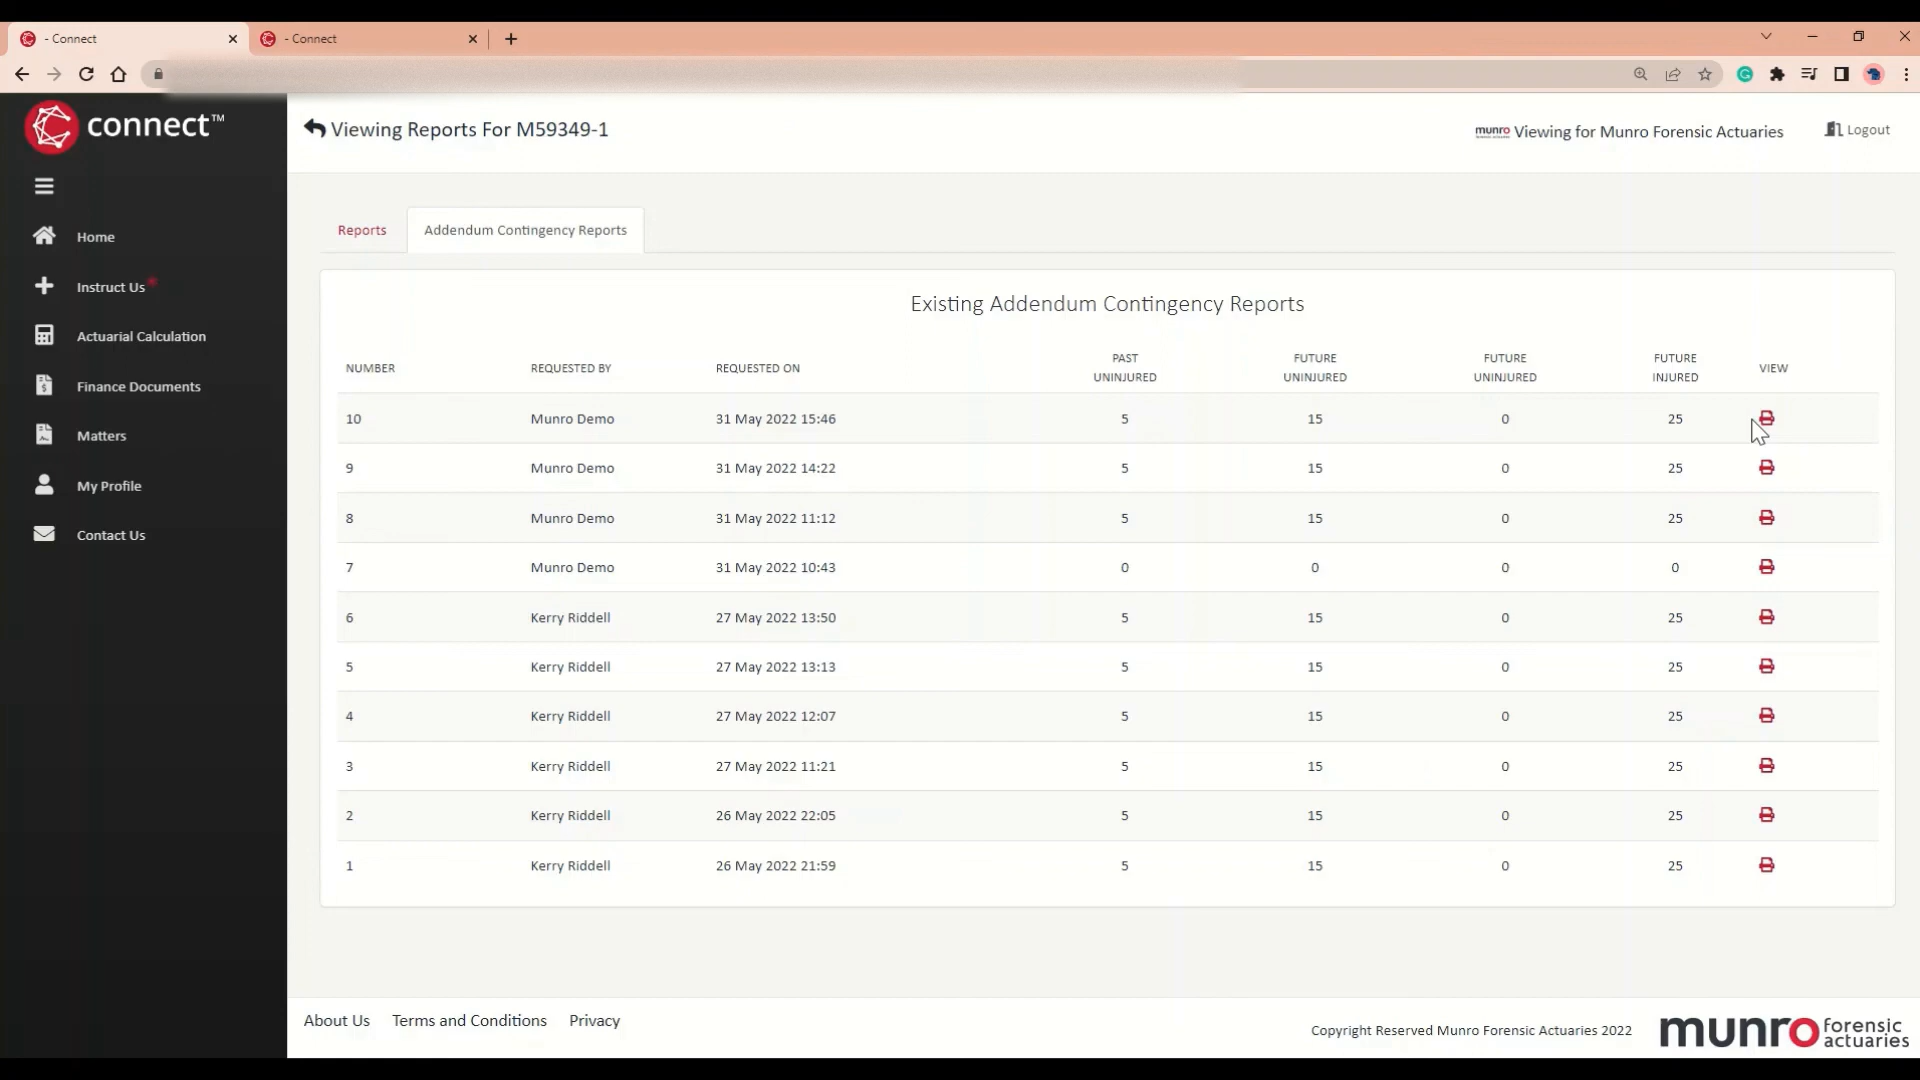 - Connect
- Connect
connect™
Viewing Reports For M59349-1
munro Viewing for Munro Forensic Actuaries
Logout
Home
Instruct Us
Actuarial Calculation
Finance Documents
Matters
My Profile
Contact Us
Reports
Addendum Contingency Reports
Existing Addendum Contingency Reports
NUMBER REQUESTED BY REQUESTED ON PAST UNINJURED FUTURE UNINJURED FUTURE UNINJURED FUTURE INJURED VIEW
10 Munro Demo 31 May 2022 15:46 5 15 0 25
9 Munro Demo 31 May 2022 14:22 5 15 0 25
8 Munro Demo 31 May 2022 11:12 5 15 0 25
7 Munro Demo 31 May 2022 10:43 0 0 0 0
6 Kerry Riddell 27 May 2022 13:50 5 15 0 25
5 Kerry Riddell 27 May 2022 13:13 5 15 0 25
4 Kerry Riddell 27 May 2022 12:07 5 15 0 25
3 Kerry Riddell 27 May 2022 11:21 5 15 0 25
2 Kerry Riddell 26 May 2022 22:05 5 15 0 25
1 Kerry Riddell 26 May 2022 21:59 5 15 0 25
About Us Terms and Conditions Privacy
Copyright Reserved Munro Forensic Actuaries 2022
munro forensic actuaries